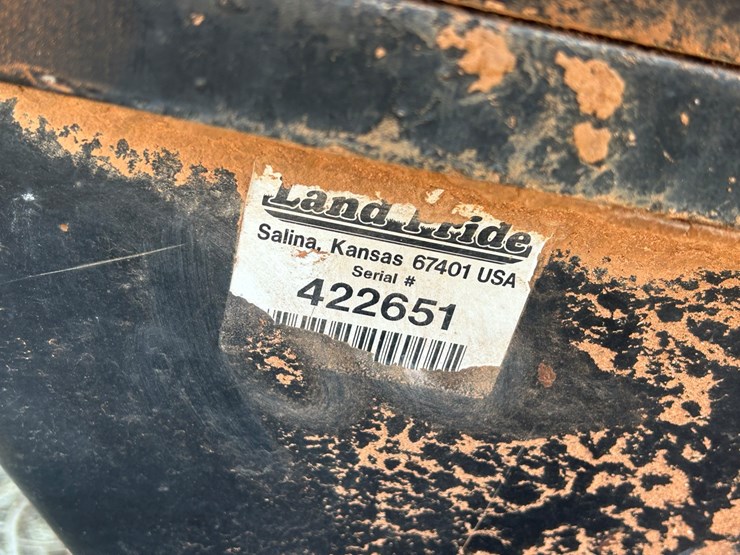 Land Pride
Salina, Kansas 67401 USA
Serial #
422651